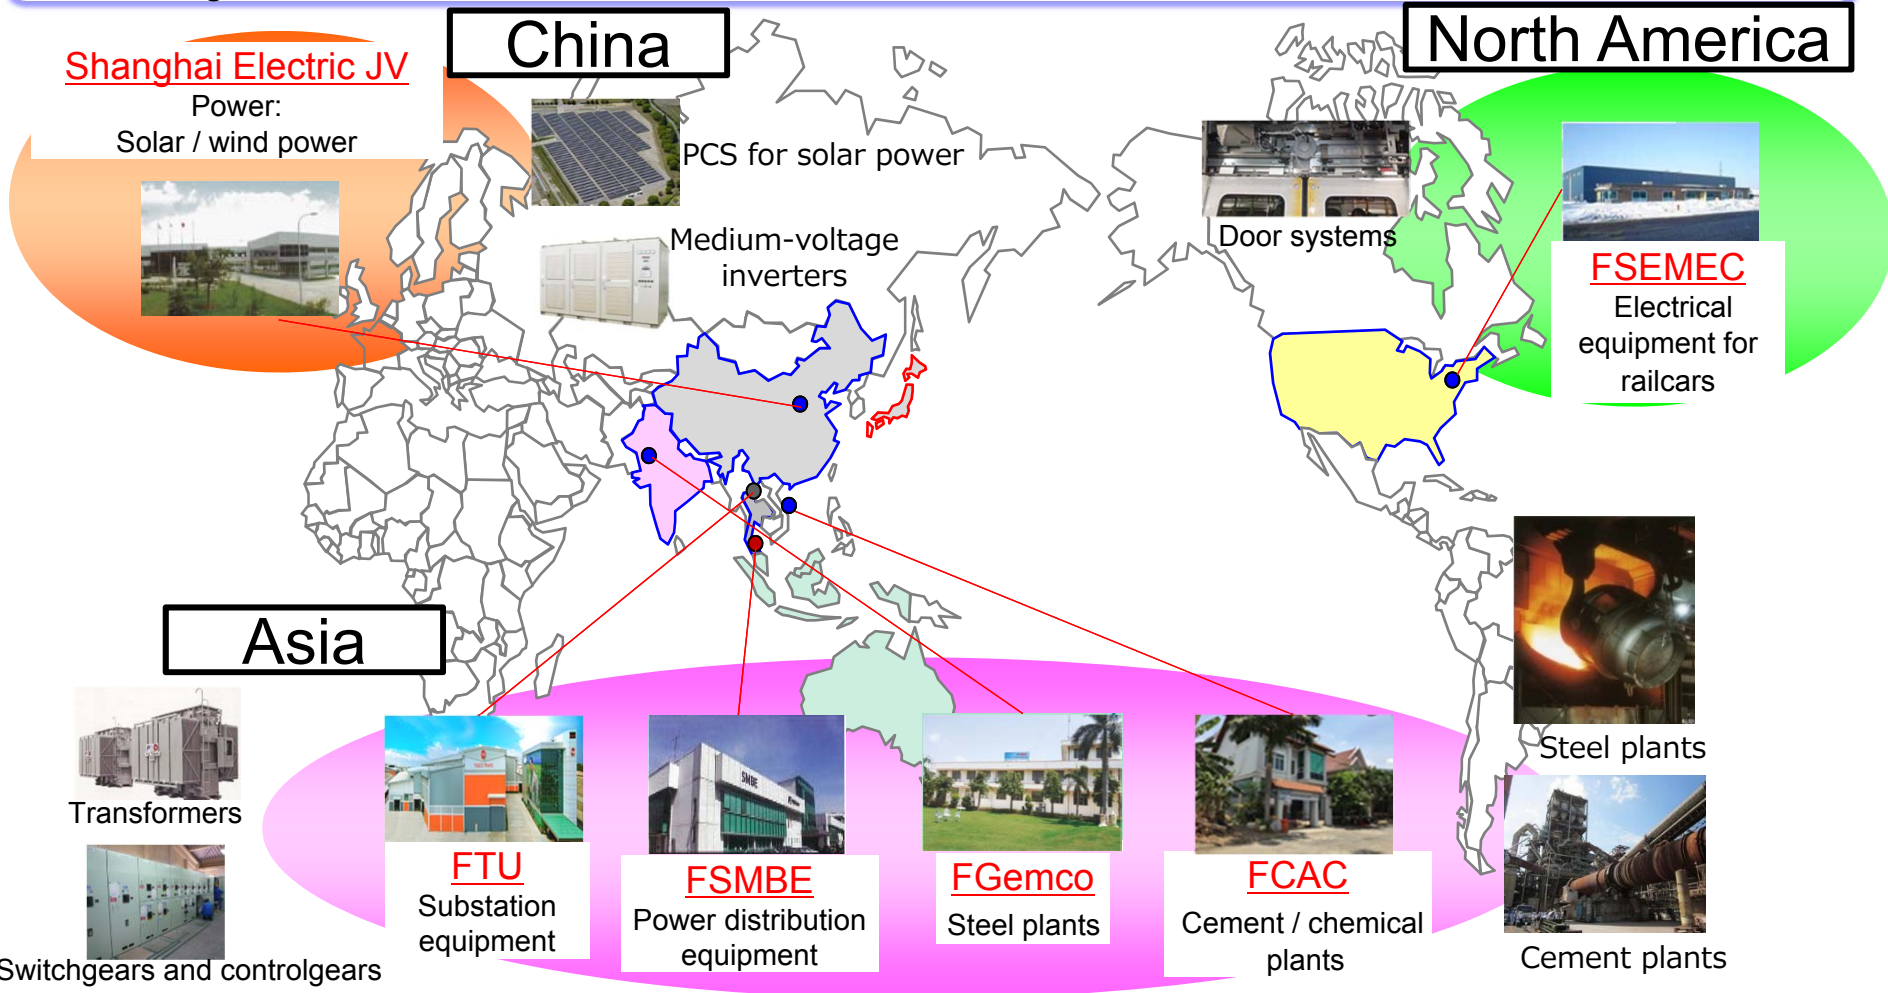 China
North America
Shanghai Electric JV
Power:
Solar / wind power
PCS for solar power
Medium-voltage
inverters
Door systems
FSEMEC
Electrical
equipment for
railcars
Asia
Transformers
Switchgears and controlgears
FTU
Substation
equipment
SMBE
FSMBE
Power distribution
equipment
FGemco
Steel plants
FCAC
Cement / chemical
plants
Steel plants
Cement plants